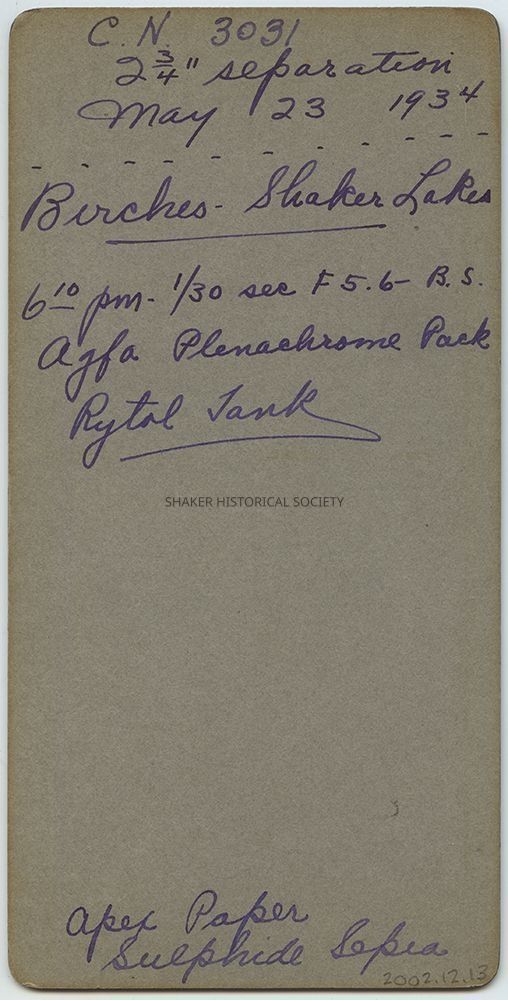 C.N. 3031
2 3/4" separation
May 23 1934
Birches - Shaker Lakes
6 10 pm - 1/30 sec F 5.6 - B.S.
Agfa Plenachrome Pack
Rytol Tank
SHAKER HISTORICAL SOCIETY
Apex Paper
Sulphide Sepia
2002.12.13